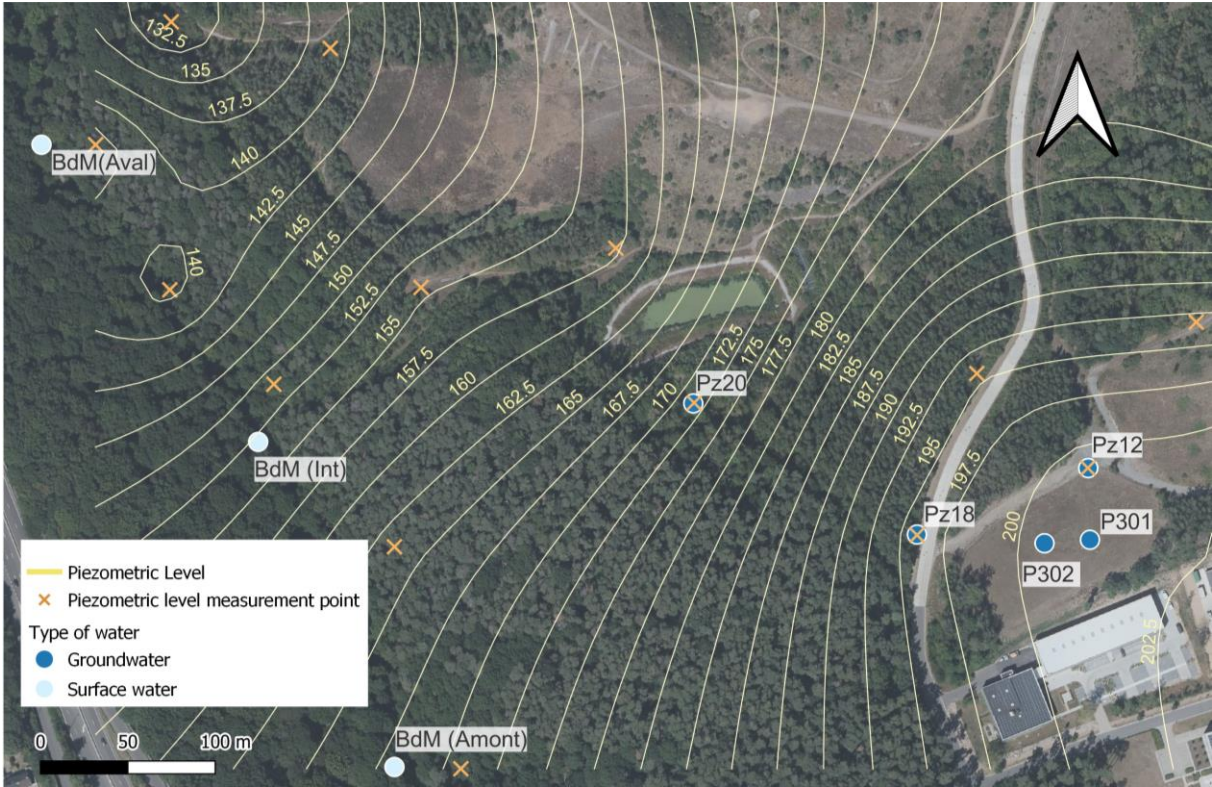 132.5
135
137.5
140
BdM(Aval)
142.5
145
140
147.5
150
152.5
155
157.5
160
162.5
165
167.5
170
172.5
175
177.5
180
182.5
185
187.5
190
192.5
195
197.5
200
202.5
Pz20
BdM (Int)
Pz12
Pz18
P301
P302
BdM (Amont)
Piezometric Level
Piezometric level measurement point
Type of water
Groundwater
Surface water
0 50 100 m